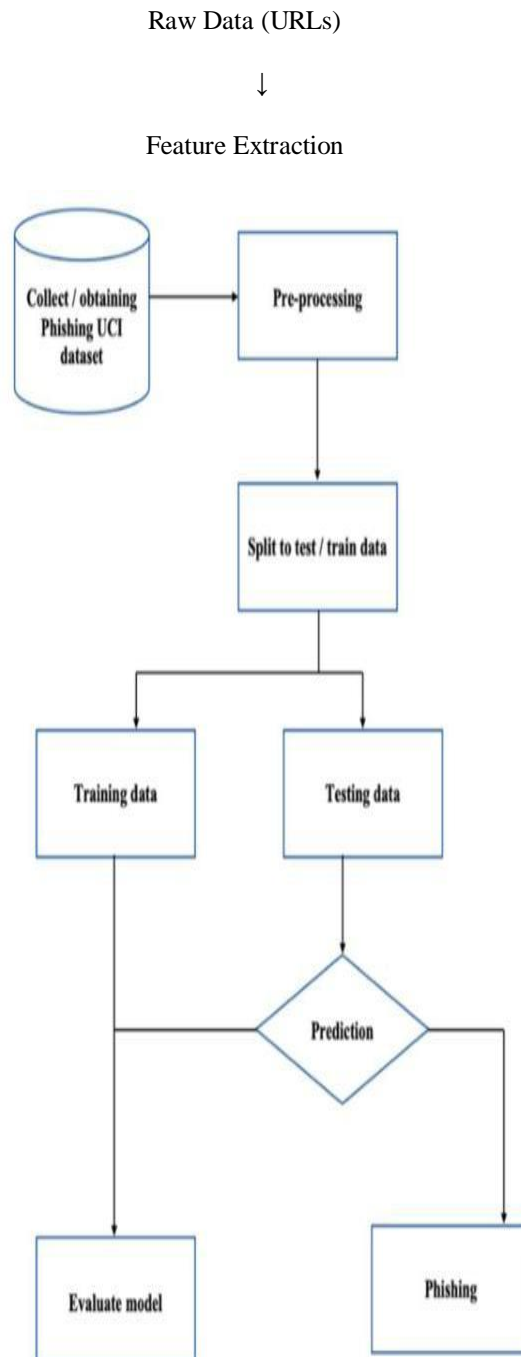 Raw Data (URLs)
↓
Feature Extraction
Collect / obtaining
Phishing UCI
dataset
Pre-processing
Split to test / train data
Training data
Testing data
Prediction
Evaluate model
Phishing